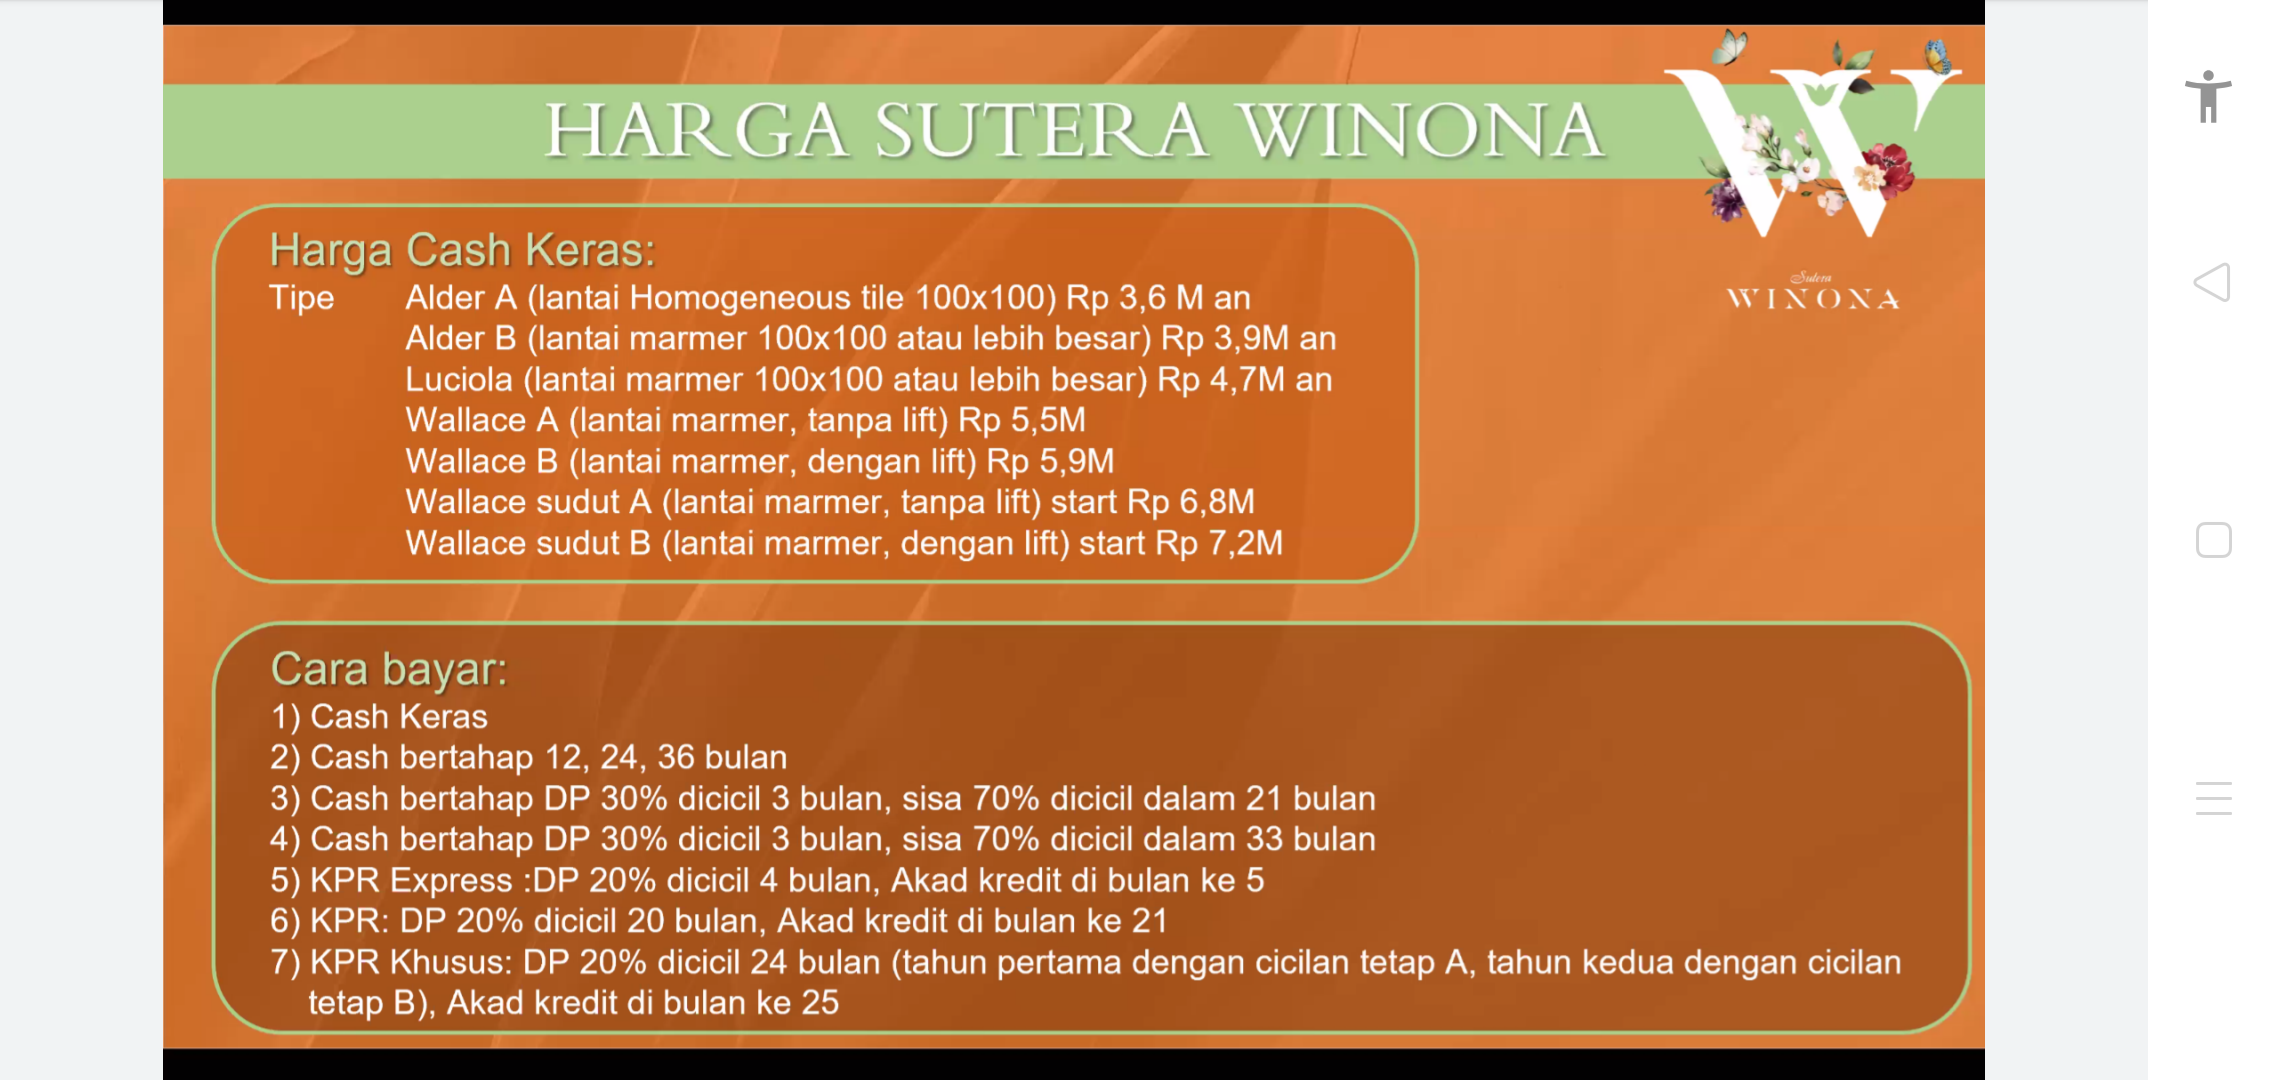 HARGA SUTERA WINONA
Sutera
WINONA
Harga Cash Keras:
Tipe Alder A (lantai Homogeneous tile 100x100) Rp 3,6 M an
Alder B (lantai marmer 100x100 atau lebih besar) Rp 3,9M an
Luciola (lantai marmer 100x100 atau lebih besar) Rp 4,7M an
Wallace A (lantai marmer, tanpa lift) Rp 5,5M
Wallace B (lantai marmer, dengan lift) Rp 5,9M
Wallace sudut A (lantai marmer, tanpa lift) start Rp 6,8M
Wallace sudut B (lantai marmer, dengan lift) start Rp 7,2M
Cara bayar:
1) Cash Keras
2) Cash bertahap 12, 24, 36 bulan
3) Cash bertahap DP 30% dicicil 3 bulan, sisa 70% dicicil dalam 21 bulan
4) Cash bertahap DP 30% dicicil 3 bulan, sisa 70% dicicil dalam 33 bulan
5) KPR Express :DP 20% dicicil 4 bulan, Akad kredit di bulan ke 5
6) KPR: DP 20% dicicil 20 bulan, Akad kredit di bulan ke 21
7) KPR Khusus: DP 20% dicicil 24 bulan (tahun pertama dengan cicilan tetap A, tahun kedua dengan cicilan
tetap B), Akad kredit di bulan ke 25